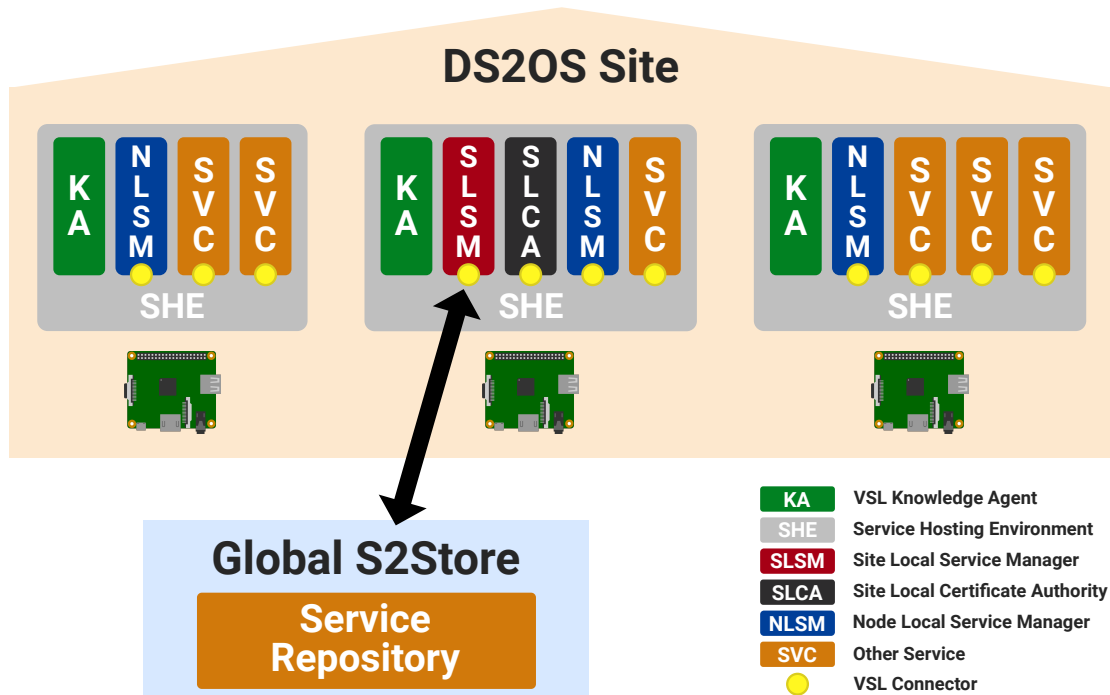 DS2OS Site
KA
NLSM
SVC
SVC
SHE
KA
SLSM
SLCA
NLSM
SVC
SHE
KA
NLSM
SVC
SVC
SVC
SHE
Global S2Store
Service
Repository
KA VSL Knowledge Agent
SHE Service Hosting Environment
SLSM Site Local Service Manager
SLCA Site Local Certificate Authority
NLSM Node Local Service Manager
SVC Other Service
VSL Connector